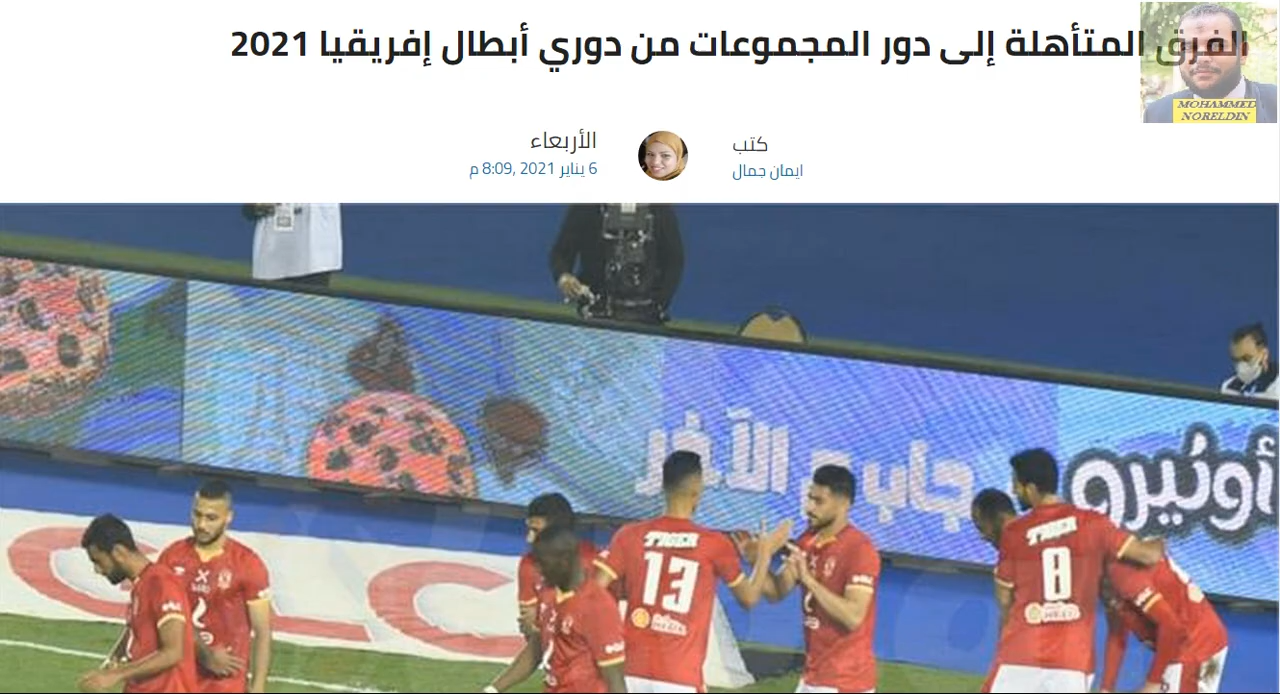 الفرق المتأهلة إلى دور المجموعات من دوري أبطال إفريقيا 2021
MOHAMMED
NORELDIN
كتب
ايمان جمال
الأربعاء
6 يناير 2021 ,8:09 م
أونيرو
جاب م الآخر
TIGER
13
TIGER
8